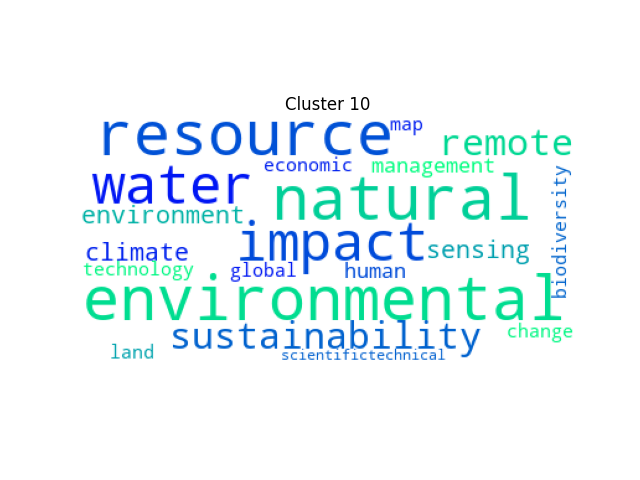 Cluster 10
resource
map
remote
economic
management
water
natural
biodiversity
environment
impact
climate
sensing
technology
global
human
environmental
sustainability
change
land
scientifictechnical